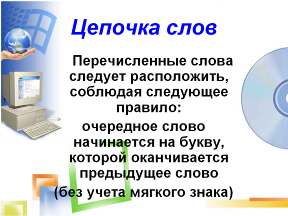 Цепочка слов
Перечисленные слова
следует расположить,
соблюдая следующее
правило:
очередное слово
начинается на букву,
которой оканчивается
предыдущее слово
(без учета мягкого знака)